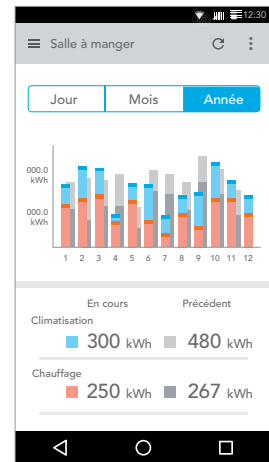 12:30
Salle à manger
Jour Mois Année
000.0
kWh
000.0
kWh
1 2 3 4 5 6 7 8 9 10 11 12
En cours Précédent
Climatisation
300 kWh 480 kWh
Chauffage
250 kWh 267 kWh